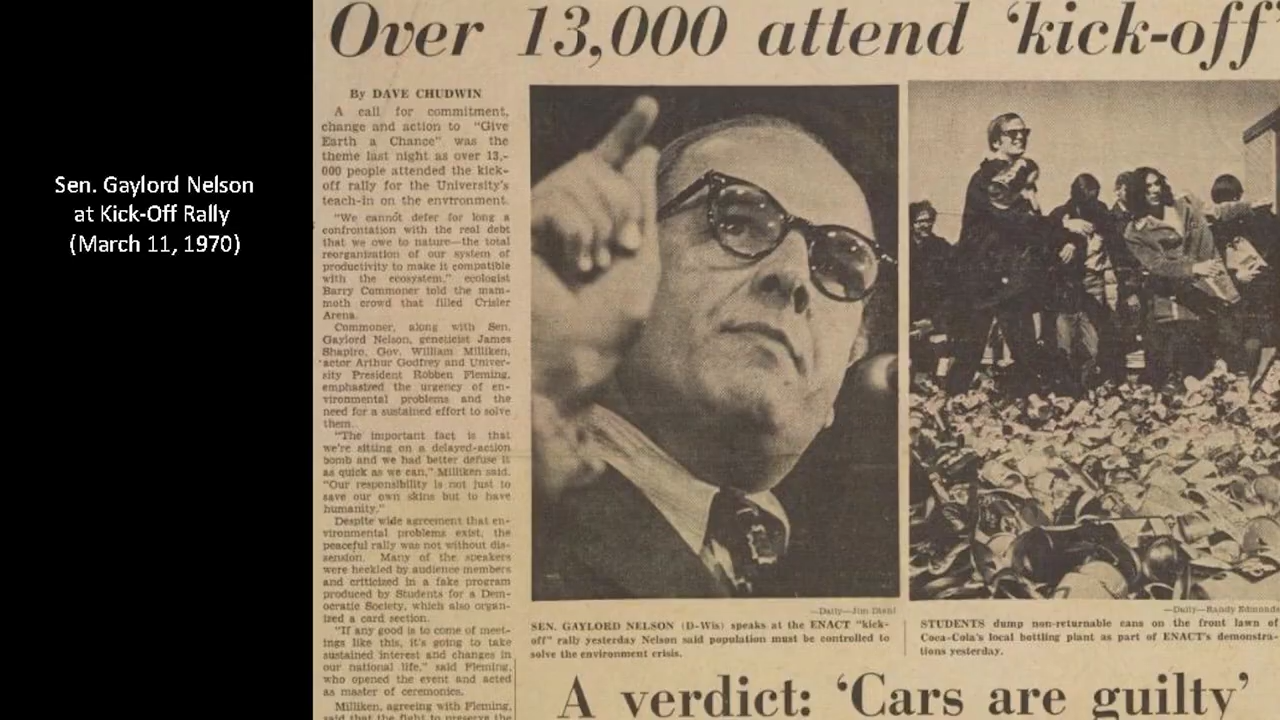 Sen. Gaylord Nelson
at Kick-Off Rally
(March 11, 1970)
Over 13,000 attend 'kick-off'
By DAVE CHUDWIN
A call for commitment,
change and action to "Give
Earth a Chance" was the
theme last night as over 13,-
000 people attended the kick-
off rally for the University's
teach-in on the environment.
"We cannot defer for long a
confrontation with the real debt
that we owe to nature—the total
reorganization of our system of
productivity to make it compatible
with the ecosystem," ecologist
Barry Commoner told the mam-
moth crowd that filled Crisler
Arena.
Commoner, along with Sen.
Gaylord Nelson, geneticist James
Shapiro, Gov. William Milliken,
actor Arthur Godfrey and Univer-
sity President Robben Fleming,
emphasized the urgency of en-
vironmental problems and the
need for a sustained effort to solve
them.
"The important fact is that
we're sitting on a delayed-action
bomb and we had better defuse it
as quick as we can," Milliken said.
"Our responsibility is not just to
save our own skins but to have
humanity."
Despite wide agreement that en-
vironmental problems exist, the
peaceful rally was not without dis-
sension. Many of the speakers
were heckled by audience members
and criticized in a fake program
produced by Students for a Dem-
ocratic Society, which also organ-
ized a card section.
"If any good is to come of meet-
ings like this, it's going to take
sustained interest and changes in
our national life," said Fleming,
who opened the event and acted
as master of ceremonies.
Milliken, agreeing with Fleming,
said that the fight to preserve the
—Daily—Jim Diehl
SEN. GAYLORD NELSON (D-Wis) speaks at the ENACT "kick-
off" rally yesterday Nelson said population must be controlled to
solve the environment crisis.
—Daily—Randy Edmonds
STUDENTS dump non-returnable cans on the front lawn of
Coca-Cola's local bottling plant as part of ENACT's demonstra-
tions yesterday.
A verdict: 'Cars are guilty'